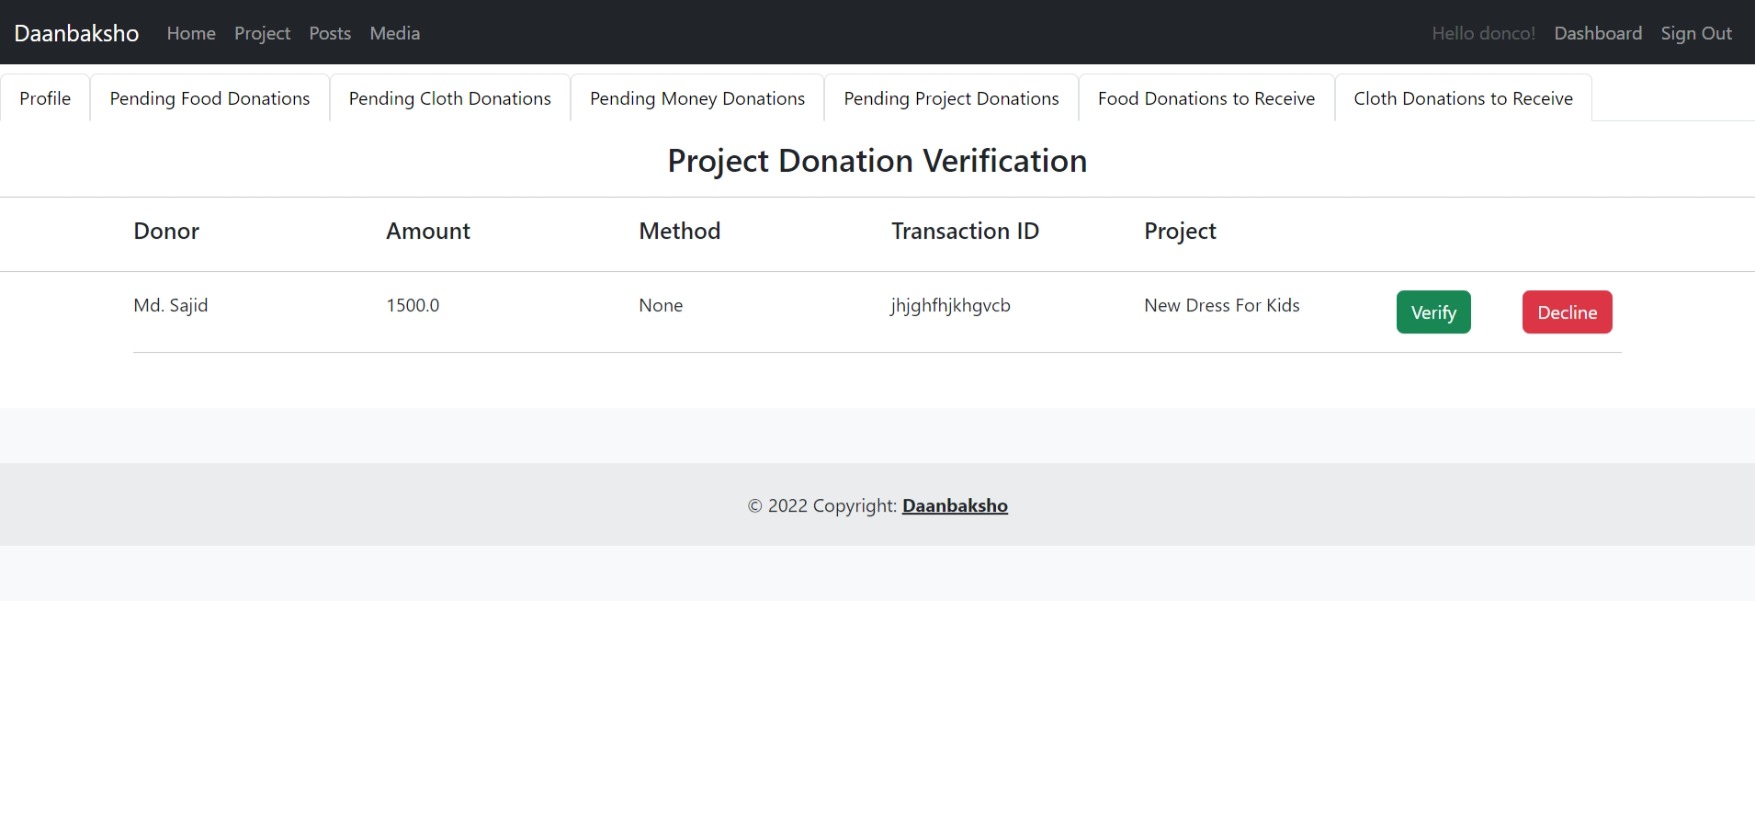 Daanbaksho Home Project Posts Media Hello donco! Dashboard Sign Out
Profile Pending Food Donations Pending Cloth Donations Pending Money Donations Pending Project Donations Food Donations to Receive Cloth Donations to Receive
Project Donation Verification
Donor Amount Method Transaction ID Project
Md. Sajid 1500.0 None jhjghfhjkhgvcb New Dress For Kids Verify Decline
© 2022 Copyright: Daanbaksho